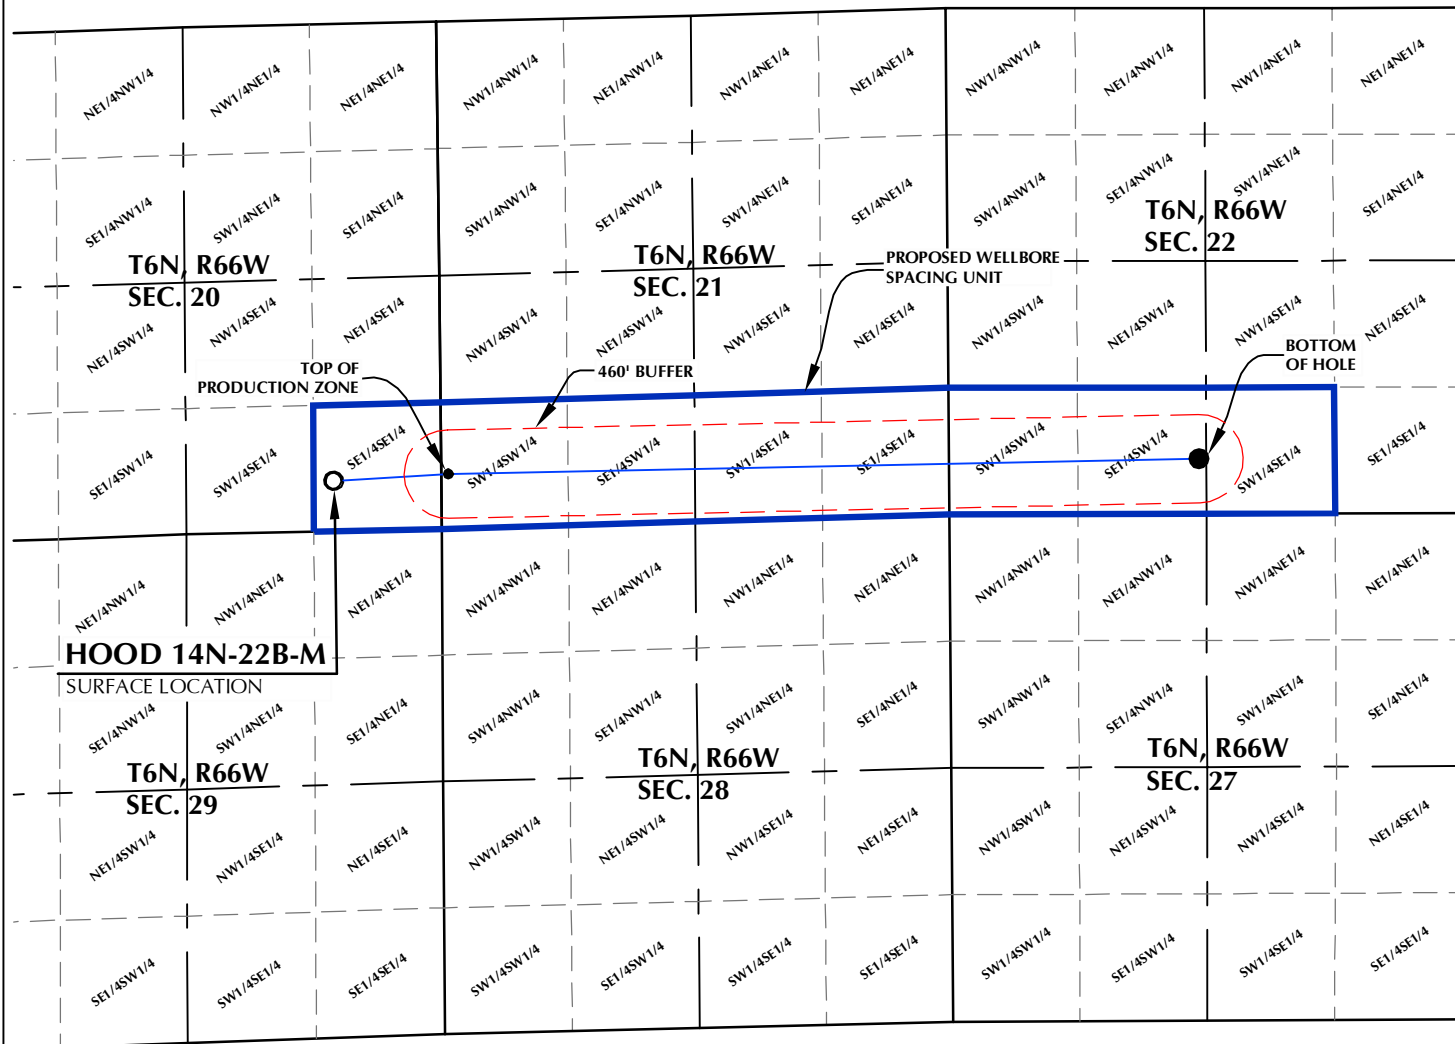 NE1/4NW1/4 NW1/4NE1/4 NE1/4NE1/4 NW1/4NW1/4 NE1/4NW1/4 NW1/4NE1/4 NE1/4NE1/4 NW1/4NW1/4 NE1/4NW1/4 NW1/4NE1/4 NE1/4NE1/4
SE1/4NW1/4 SW1/4NE1/4 SE1/4NE1/4 SW1/4NW1/4 SE1/4NW1/4 SW1/4NE1/4 SE1/4NE1/4 SW1/4NW1/4 SE1/4NW1/4 SW1/4NE1/4 SE1/4NE1/4
T6N, R66W
SEC. 20
T6N, R66W
SEC. 21
T6N, R66W
SEC. 22
PROPOSED WELLBORE
SPACING UNIT
NE1/4SW1/4 NW1/4SE1/4 NE1/4SE1/4 NW1/4SW1/4 NE1/4SW1/4 NW1/4SE1/4 NE1/4SE1/4 NW1/4SW1/4 NE1/4SW1/4 NW1/4SE1/4 NE1/4SE1/4
TOP OF
PRODUCTION ZONE
460' BUFFER
BOTTOM
OF HOLE
SE1/4SW1/4 SW1/4SE1/4 SE1/4SE1/4 SW1/4SW1/4 SE1/4SW1/4 SW1/4SE1/4 SE1/4SE1/4 SW1/4SW1/4 SE1/4SW1/4 SW1/4SE1/4 SE1/4SE1/4
NE1/4NW1/4 NW1/4NE1/4 NE1/4NE1/4 NW1/4NW1/4 NE1/4NW1/4 NW1/4NE1/4 NE1/4NE1/4 NW1/4NW1/4 NE1/4NW1/4 NW1/4NE1/4 NE1/4NE1/4
HOOD 14N-22B-M
SURFACE LOCATION
SE1/4NW1/4 SW1/4NE1/4 SE1/4NE1/4 SW1/4NW1/4 SE1/4NW1/4 SW1/4NE1/4 SE1/4NE1/4 SW1/4NW1/4 SE1/4NW1/4 SW1/4NE1/4 SE1/4NE1/4
T6N, R66W
SEC. 29
T6N, R66W
SEC. 28
T6N, R66W
SEC. 27
NE1/4SW1/4 NW1/4SE1/4 NE1/4SE1/4 NW1/4SW1/4 NE1/4SW1/4 NW1/4SE1/4 NE1/4SE1/4 NW1/4SW1/4 NE1/4SW1/4 NW1/4SE1/4 NE1/4SE1/4
SE1/4SW1/4 SW1/4SE1/4 SE1/4SE1/4 SW1/4SW1/4 SE1/4SW1/4 SW1/4SE1/4 SE1/4SE1/4 SW1/4SW1/4 SE1/4SW1/4 SW1/4SE1/4 SE1/4SE1/4